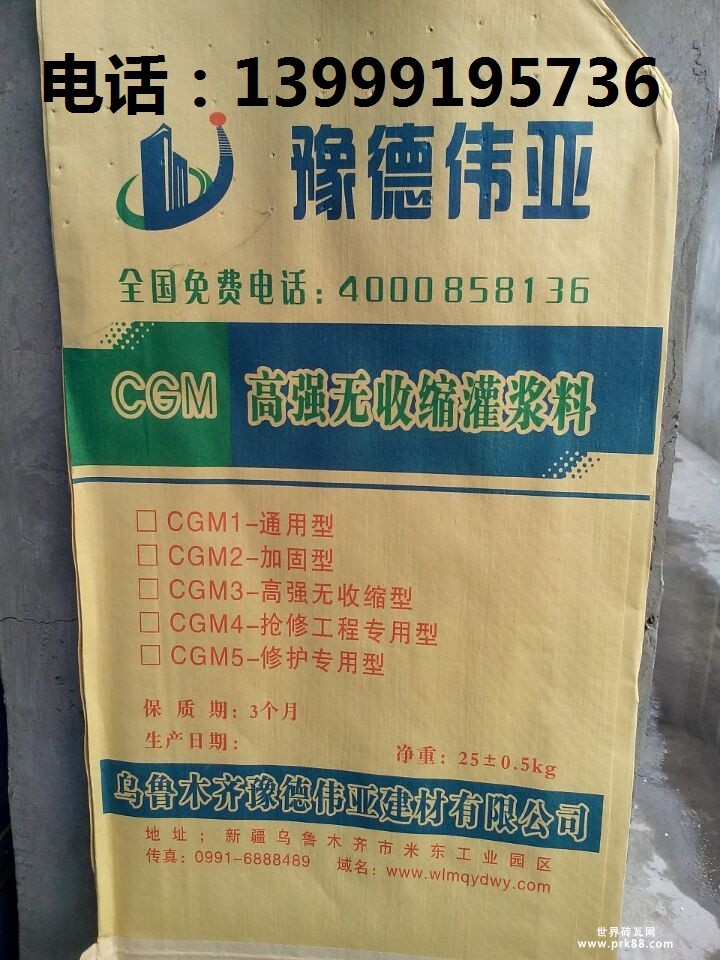 电话：13999195736
豫德伟亚
全国免费电话：4000858136
CGM 高强无收缩灌浆料
□ CGM1-通用型
□ CGM2-加固型
□ CGM3-高强无收缩型
□ CGM4-抢修工程专用型
□ CGM5-修护专用型
保 质 期：3个月
生产日期：
净重：25±0.5kg
乌鲁木齐豫德伟亚建材有限公司
地 址 ； 新 疆 乌 鲁 木 齐 市 米 东 工 业 园 区
传真：0991-6888489 域名：www.wlmqydwy.com
世界砖瓦网
www.prk88.com